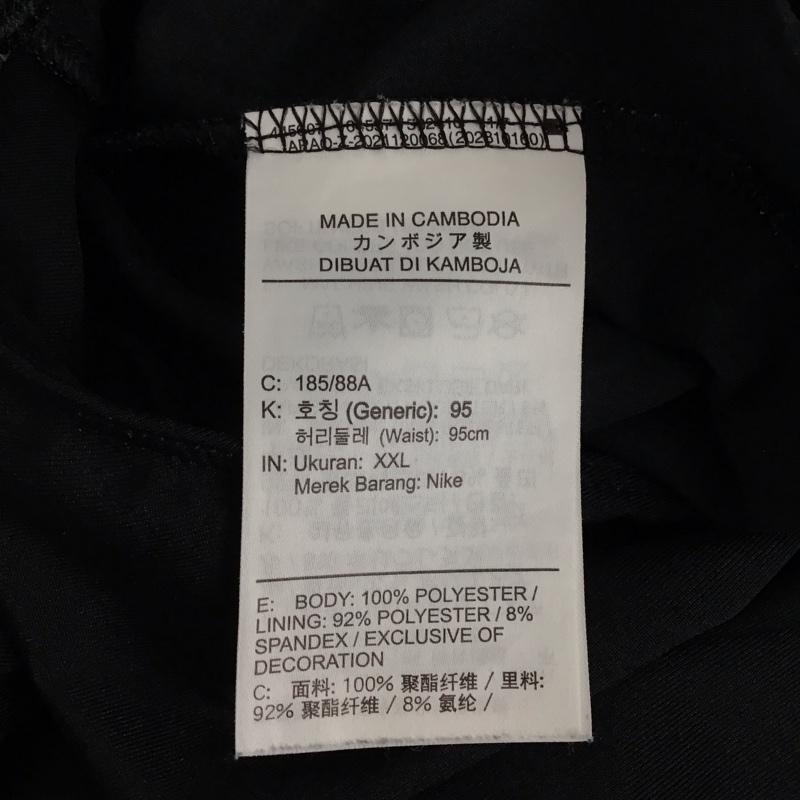 MADE IN CAMBODIA
カンボジア製
DIBUAT DI KAMBOJA
C: 185/88A
K: 호칭 (Generic): 95
허리둘레 (Waist): 95cm
IN: Ukuran: XXL
Merek Barang: Nike
E: BODY: 100% POLYESTER /
LINING: 92% POLYESTER / 8%
SPANDEX / EXCLUSIVE OF
DECORATION
C: 面料: 100% 聚酯纤维 / 里料:
92% 聚酯纤维 / 8% 氨纶 /